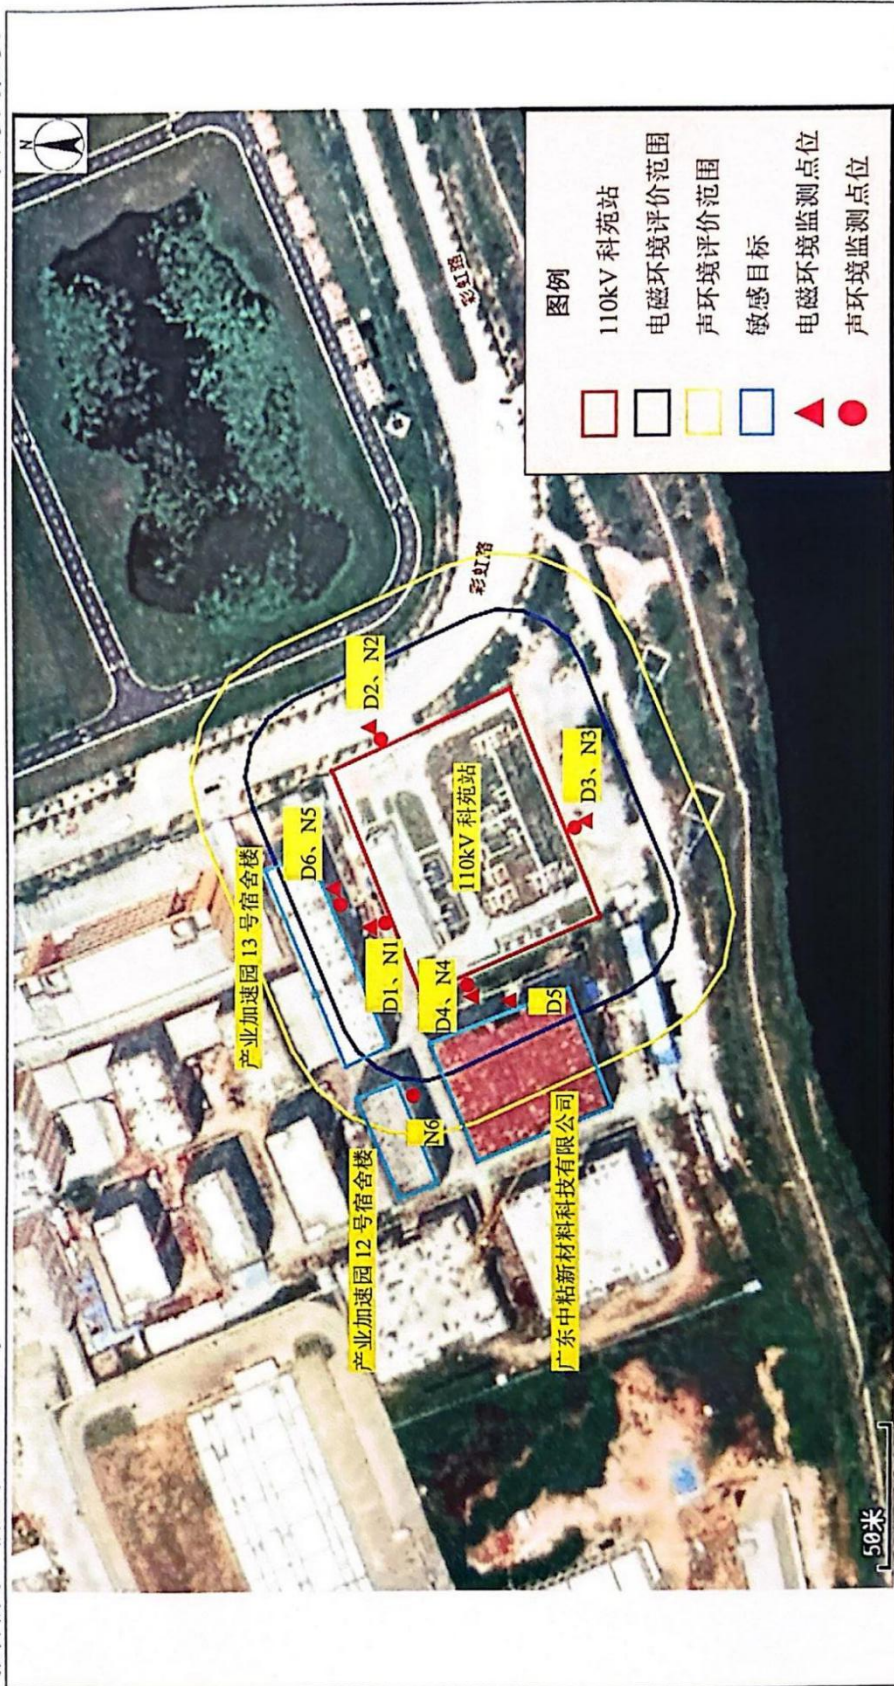 N
彩虹路
彩虹路
产业加速园 13 号宿舍楼
D6、N5
D2、N2
D1、N1
产业加速园 12 号宿舍楼
N6
D4、N4
110kV 科苑站
D5
D3、N3
广东中粘新材料科技有限公司
50米
图例
110kV 科苑站
电磁环境评价范围
声环境评价范围
敏感目标
电磁环境监测点位
声环境监测点位